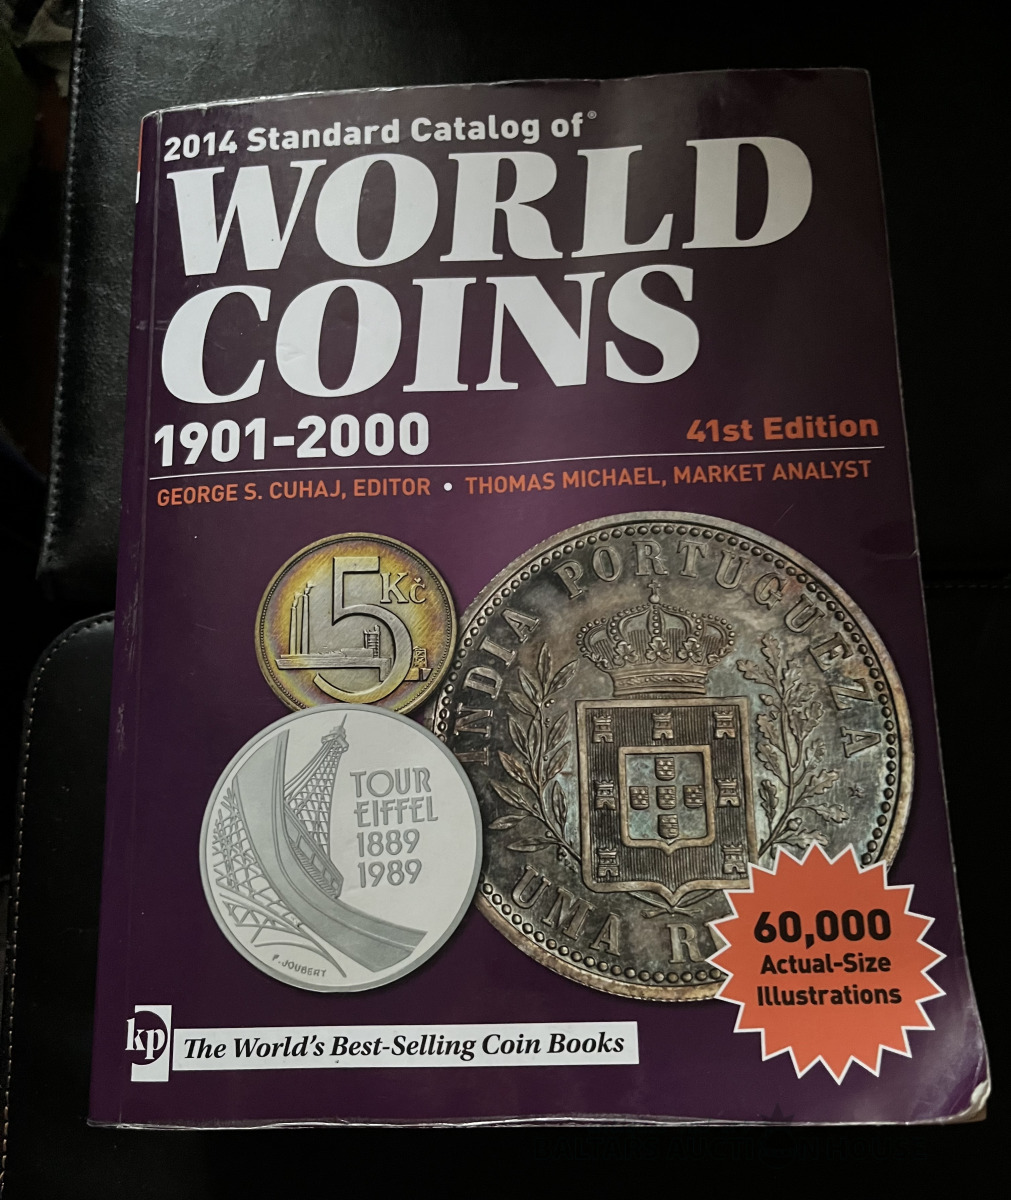 2014 Standard Catalog of®
WORLD
COINS
1901-2000
41st Edition
GEORGE S. CUHAJ, EDITOR • THOMAS MICHAEL, MARKET ANALYST
5 Kč
INDIA PORTUGUEZA
UMA R
TOUR
EIFFEL
1889
1989
F. JOUBERT
60,000
Actual-Size
Illustrations
kp
The World's Best-Selling Coin Books